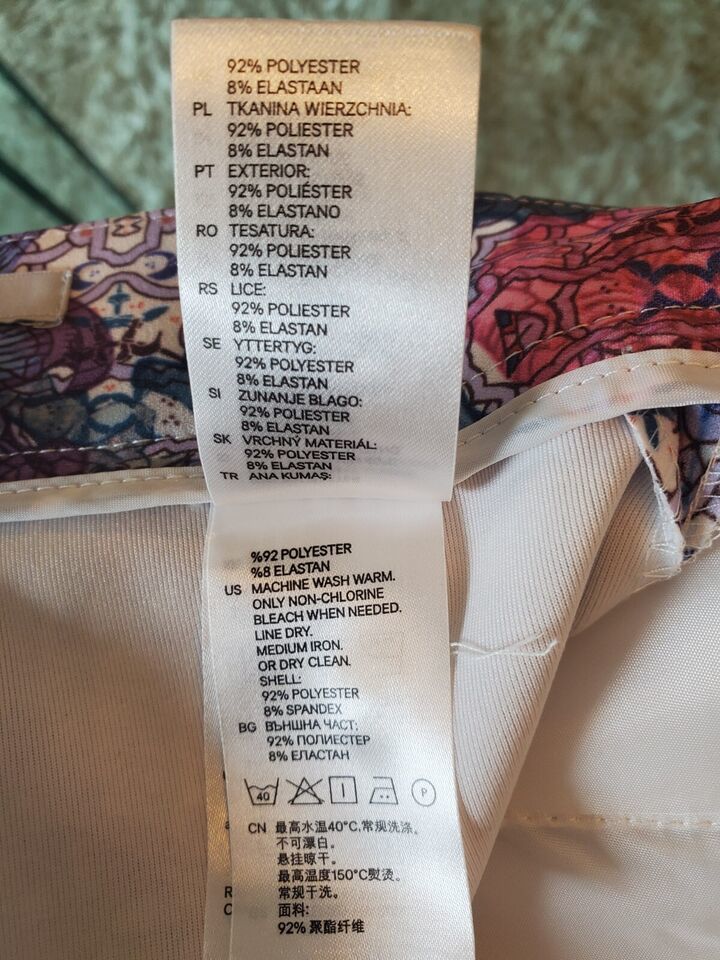 92% POLYESTER
8% ELASTAAN
PL TKANINA WIERZCHNIA:
92% POLIESTER
8% ELASTAN
PT EXTERIOR:
92% POLIÉSTER
8% ELASTANO
RO TESATURA:
92% POLIESTER
8% ELASTAN
RS LICE:
92% POLIESTER
8% ELASTAN
SE YTTERTYG:
92% POLYESTER
8% ELASTAN
SI ZUNANJE BLAGO:
92% POLIESTER
8% ELASTAN
SK VRCHNÝ MATERIÁL:
92% POLYESTER
8% ELASTAN
TR ANA KUMAŞ:
%92 POLYESTER
%8 ELASTAN
US MACHINE WASH WARM.
ONLY NON-CHLORINE
BLEACH WHEN NEEDED.
LINE DRY.
MEDIUM IRON.
OR DRY CLEAN.
SHELL:
92% POLYESTER
8% SPANDEX
BG ВЪНШНА ЧАСТ:
92% ПОЛИЕСТЕР
8% ЕЛАСТАН
40 P
CN 最高水温40°C,常规洗涤。
不可漂白。
悬挂晾干。
最高温度150°C熨烫。
常规干洗。
面料:
92% 聚酯纤维